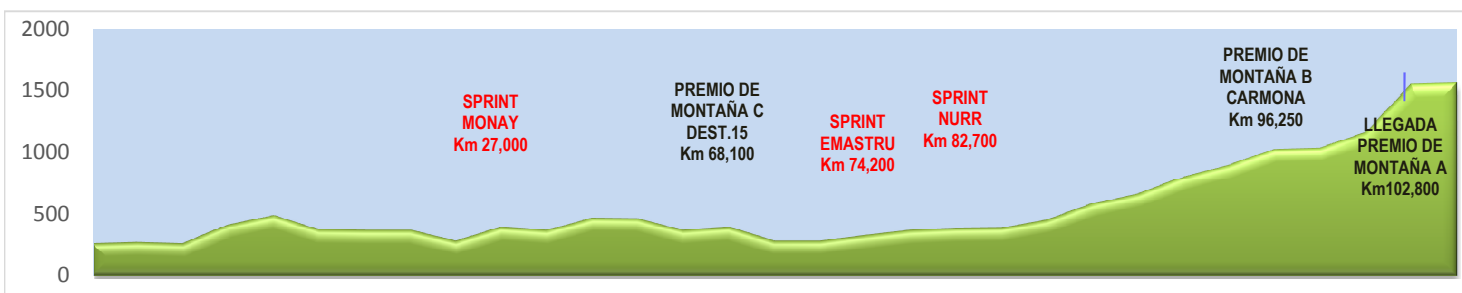 2000
1500
1000
500
0
SPRINT
MONAY
Km 27,000
PREMIO DE
MONTAÑA C
DEST.15
Km 68,100
SPRINT
EMASTRU
Km 74,200
SPRINT
NURR
Km 82,700
PREMIO DE
MONTAÑA B
CARMONA
Km 96,250
LLEGADA
PREMIO DE
MONTAÑA A
Km102,800